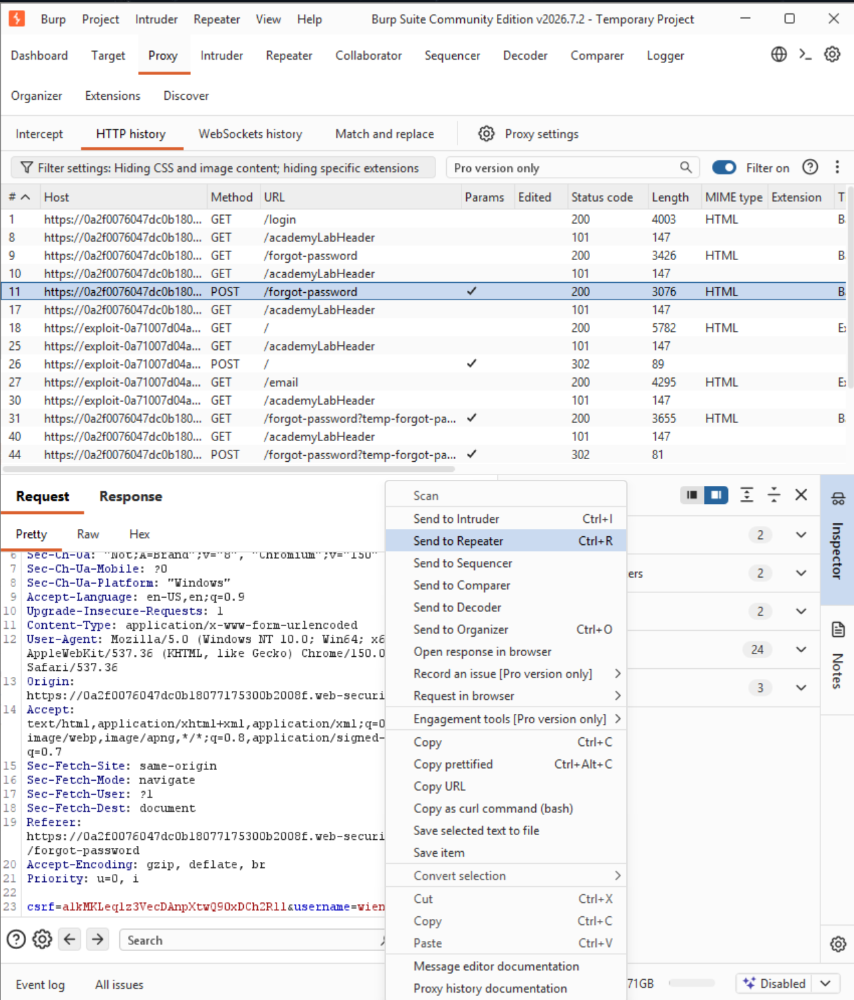 Burp Project Intruder Repeater View Help Burp Suite Community Edition v2026.7.2 - Temporary Project
Dashboard Target Proxy Intruder Repeater Collaborator Sequencer Decoder Comparer Logger
Organizer Extensions Discover
Intercept HTTP history WebSockets history Match and replace Proxy settings
Filter settings: Hiding CSS and image content; hiding specific extensions Pro version only Filter on
# Host Method URL Params Edited Status code Length MIME type Extension
1 https://0a2f0076047dc0b180... GET /login 200 4003 HTML
8 https://0a2f0076047dc0b180... GET /academyLabHeader 101 147
9 https://0a2f0076047dc0b180... GET /forgot-password 200 3426 HTML
10 https://0a2f0076047dc0b180... GET /academyLabHeader 101 147
11 https://0a2f0076047dc0b180... POST /forgot-password ✓ 200 3076 HTML
17 https://0a2f0076047dc0b180... GET /academyLabHeader 101 147
18 https://exploit-0a71007d04a... GET / 200 5782 HTML
25 https://exploit-0a71007d04a... GET /academyLabHeader 101 147
26 https://exploit-0a71007d04a... POST / ✓ 302 89
27 https://exploit-0a71007d04a... GET /email 200 4295 HTML
30 https://exploit-0a71007d04a... GET /academyLabHeader 101 147
31 https://0a2f0076047dc0b180... GET /forgot-password?temp-forgot-pa... ✓ 200 3655 HTML
40 https://0a2f0076047dc0b180... GET /academyLabHeader 101 147
44 https://0a2f0076047dc0b180... POST /forgot-password?temp-forgot-pa... ✓ 302 81
Request Response
Pretty Raw Hex
6 Sec-Ch-Ua: "Not;A=Brand";v="8", "Chromium";v="150"
7 Sec-Ch-Ua-Mobile: ?0
8 Sec-Ch-Ua-Platform: "Windows"
9 Accept-Language: en-US,en;q=0.9
10 Upgrade-Insecure-Requests: 1
11 Content-Type: application/x-www-form-urlencoded
12 User-Agent: Mozilla/5.0 (Windows NT 10.0; Win64; x6
AppleWebKit/537.36 (KHTML, like Gecko) Chrome/150.0
Safari/537.36
13 Origin:
https://0a2f0076047dc0b18077175300b2008f.web-securi
14 Accept:
text/html,application/xhtml+xml,application/xml;q=0
image/webp,image/apng,*/*;q=0.8,application/signed-
q=0.7
15 Sec-Fetch-Site: same-origin
16 Sec-Fetch-Mode: navigate
17 Sec-Fetch-User: ?1
18 Sec-Fetch-Dest: document
19 Referer:
https://0a2f0076047dc0b18077175300b2008f.web-securi
/forgot-password
20 Accept-Encoding: gzip, deflate, br
21 Priority: u=0, i
22
23 csrf=alkMKLeqlz3VecDAnpXtwQ90xDCh2Rll&username=wien
Scan
Send to Intruder Ctrl+I
Send to Repeater Ctrl+R
Send to Sequencer
Send to Comparer
Send to Decoder
Send to Organizer Ctrl+O
Open response in browser
Record an issue [Pro version only]
Request in browser
Engagement tools [Pro version only]
Copy Ctrl+C
Copy prettified Ctrl+Alt+C
Copy URL
Copy as curl command (bash)
Save selected text to file
Save item
Convert selection
Cut Ctrl+X
Copy Ctrl+C
Paste Ctrl+V
Message editor documentation
Proxy history documentation
2
ers 2
2
24
3
Inspector
Notes
Search
Event log All issues
71GB Disabled